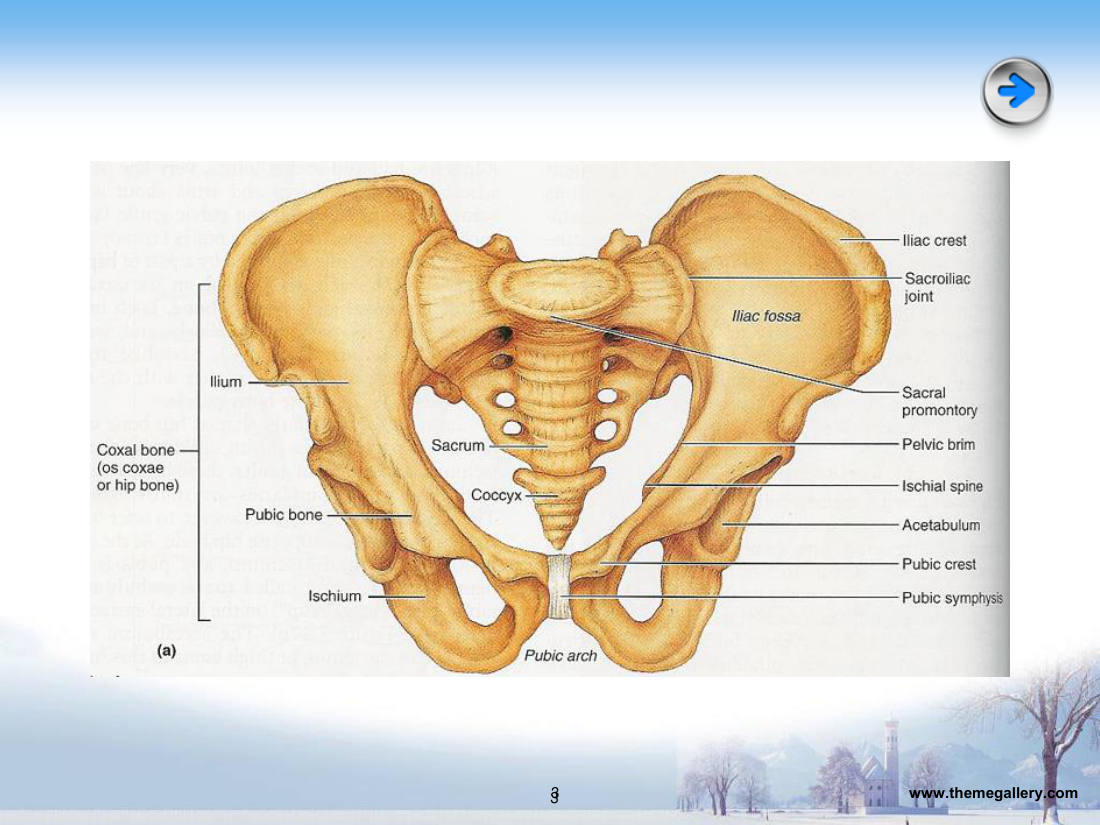 Iliac crest
Sacroiliac
joint
Iliac fossa
Ilium
Sacral
promontory
Sacrum
Pelvic brim
Coxal bone
(os coxae
or hip bone)
Coccyx
Ischial spine
Pubic bone
Acetabulum
Pubic crest
Ischium
Pubic symphysis
(a)
Pubic arch
3
www.themegallery.com